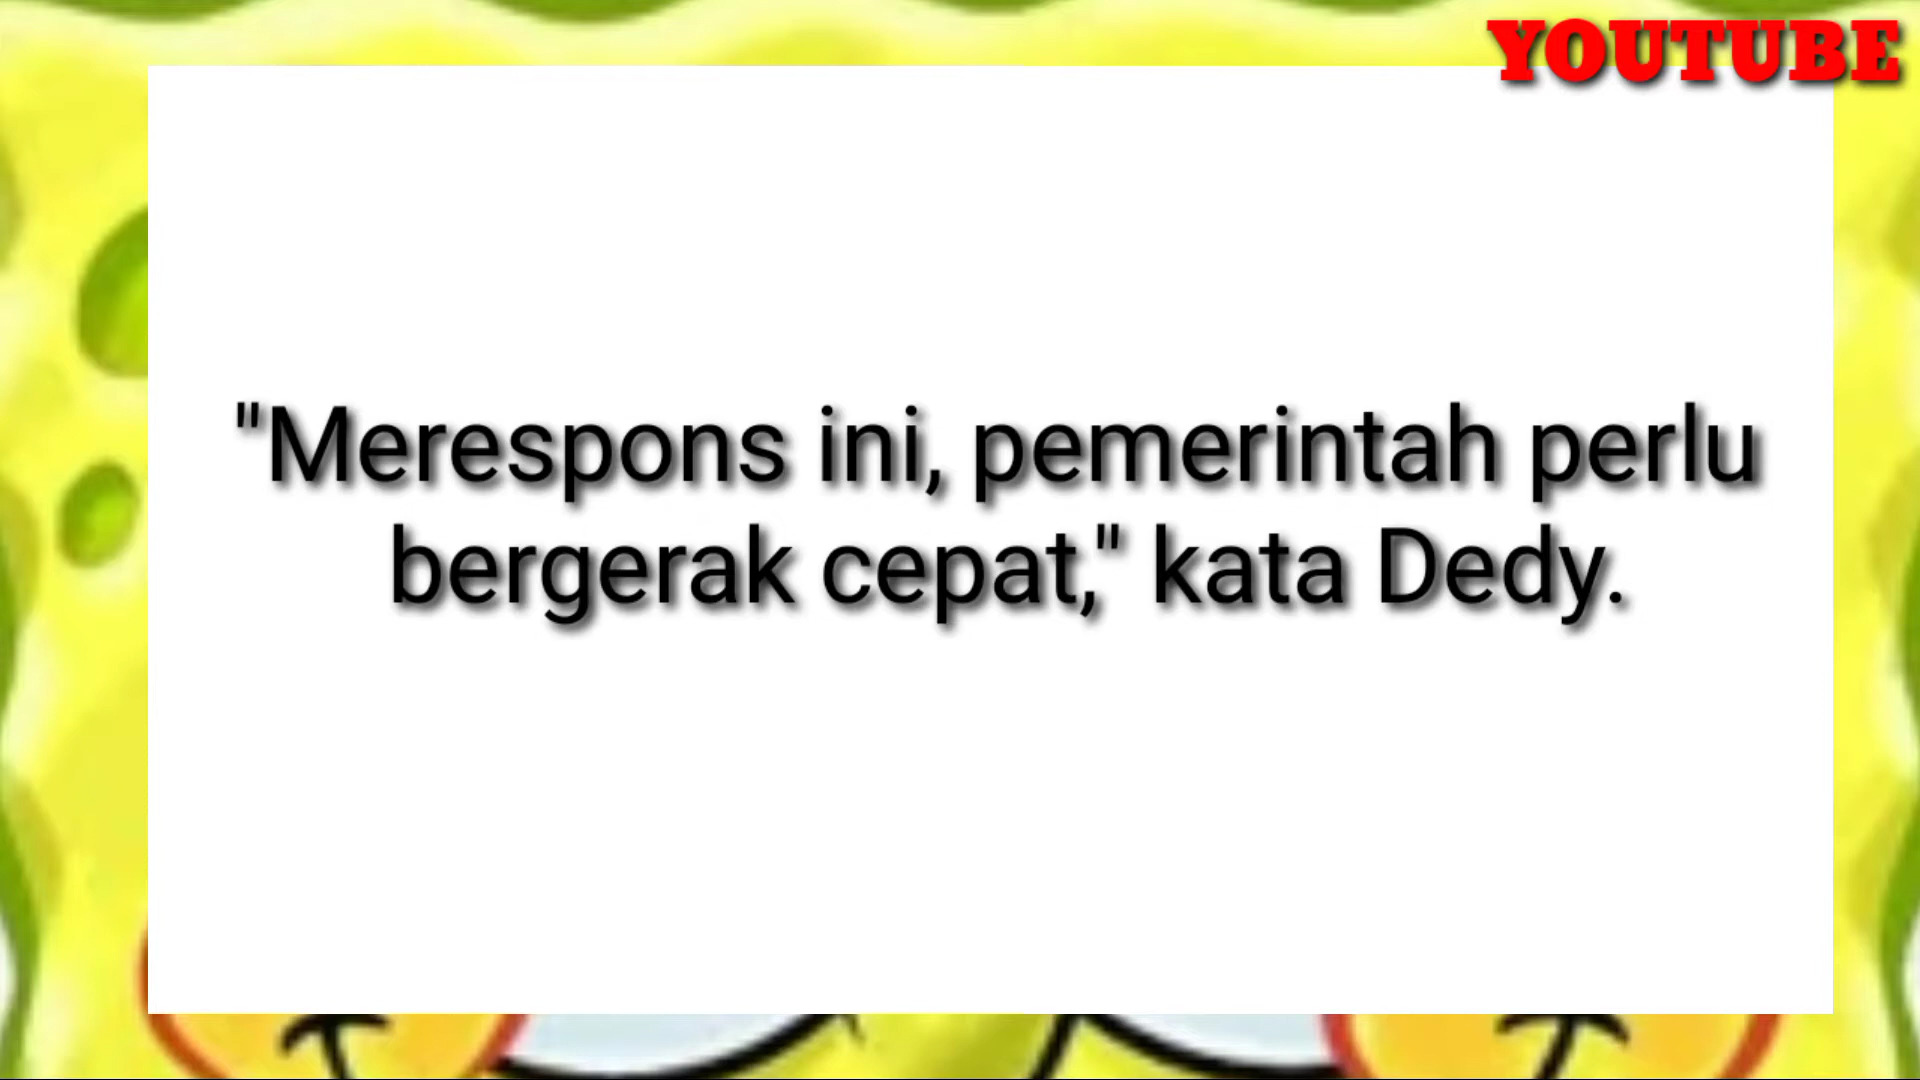 YOUTUBE
"Merespons ini, pemerintah perlu
bergerak cepat," kata Dedy.